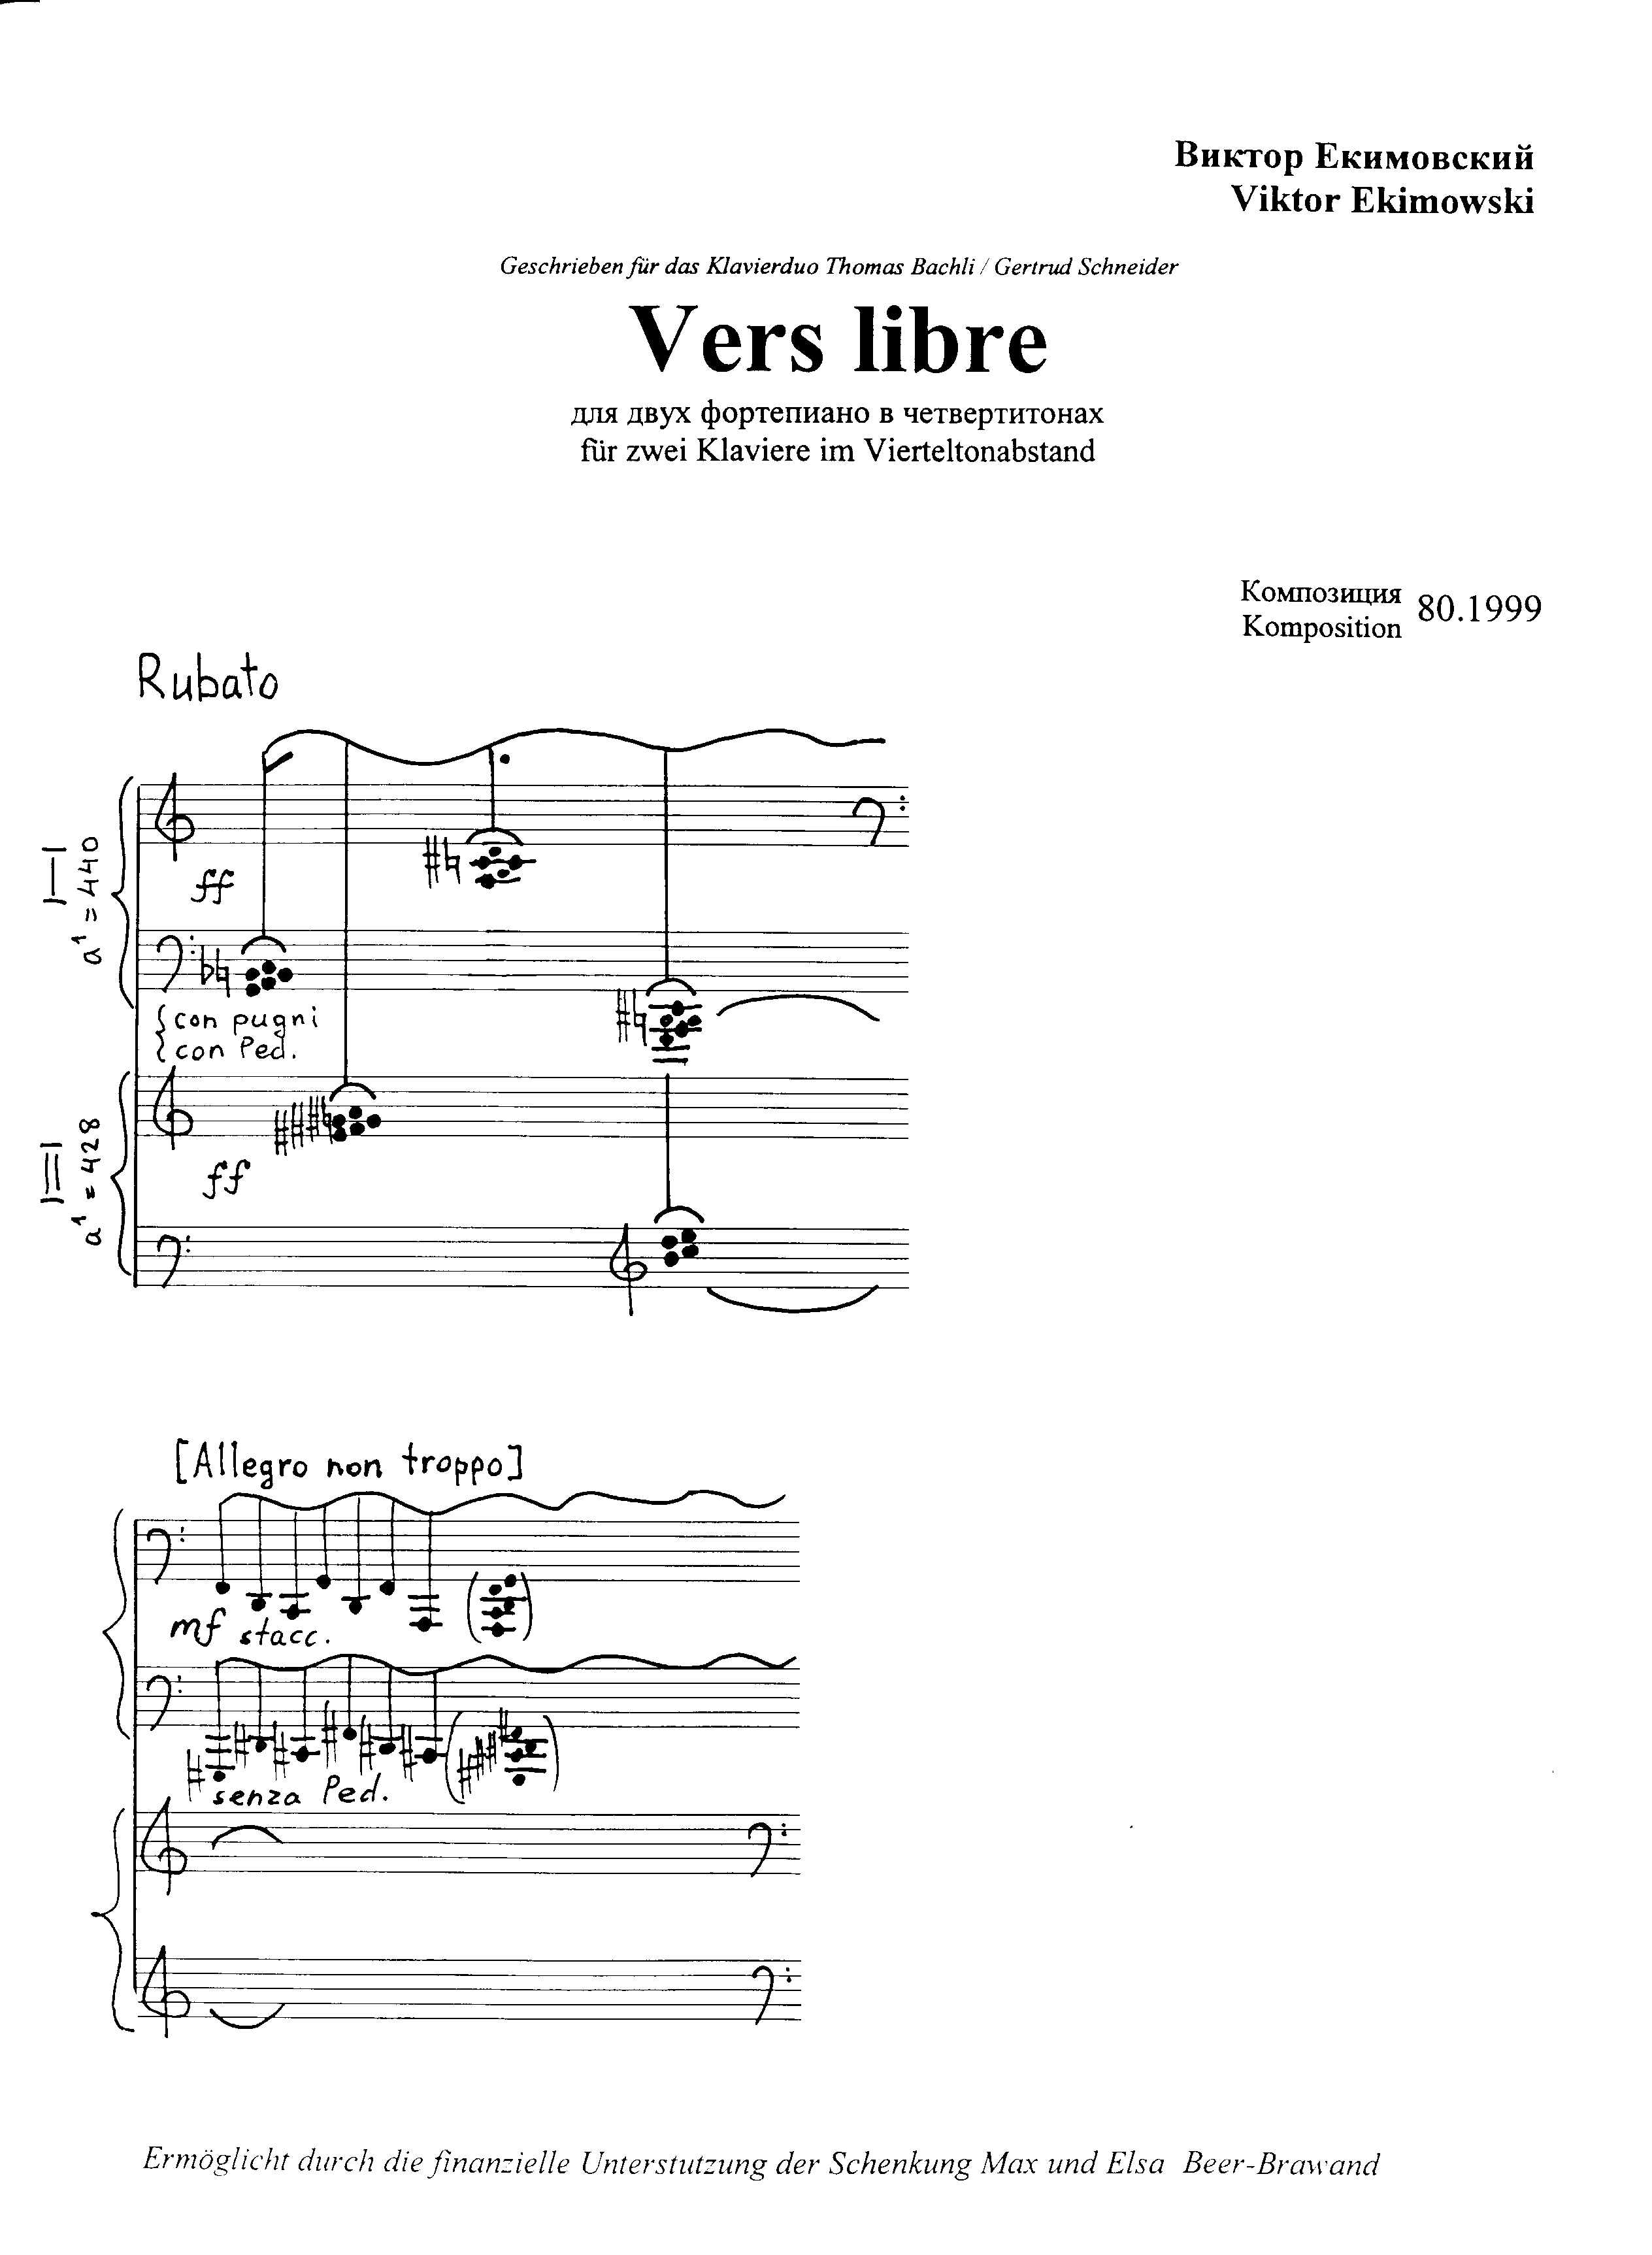 Виктор Екимовский
Viktor Ekimowski
Geschrieben für das Klavierduo Thomas Bachli / Gertrud Schneider
Vers libre
для двух фортепиано в четвертитонах
für zwei Klaviere im Vierteltonabstand
Композиция
Komposition 80.1999
Rubato
I
a¹ = 440
ff
con pugni
con Ped.
II
a¹ = 428
ff
[Allegro non troppo]
mf stacc.
senza Ped.
Ermöglicht durch die finanzielle Unterstutzung der Schenkung Max und Elsa Beer-Brawand